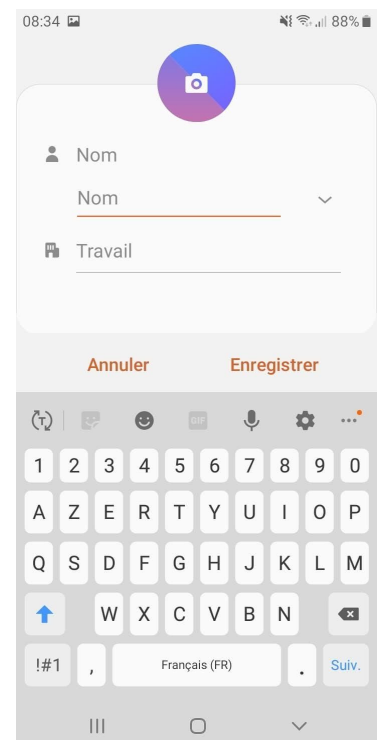 08:34 88%
Nom
Nom
Travail
Annuler Enregistrer
T GIF
1 2 3 4 5 6 7 8 9 0
A Z E R T Y U I O P
Q S D F G H J K L M
W X C V B N
!#1 , Français (FR) . Suiv.